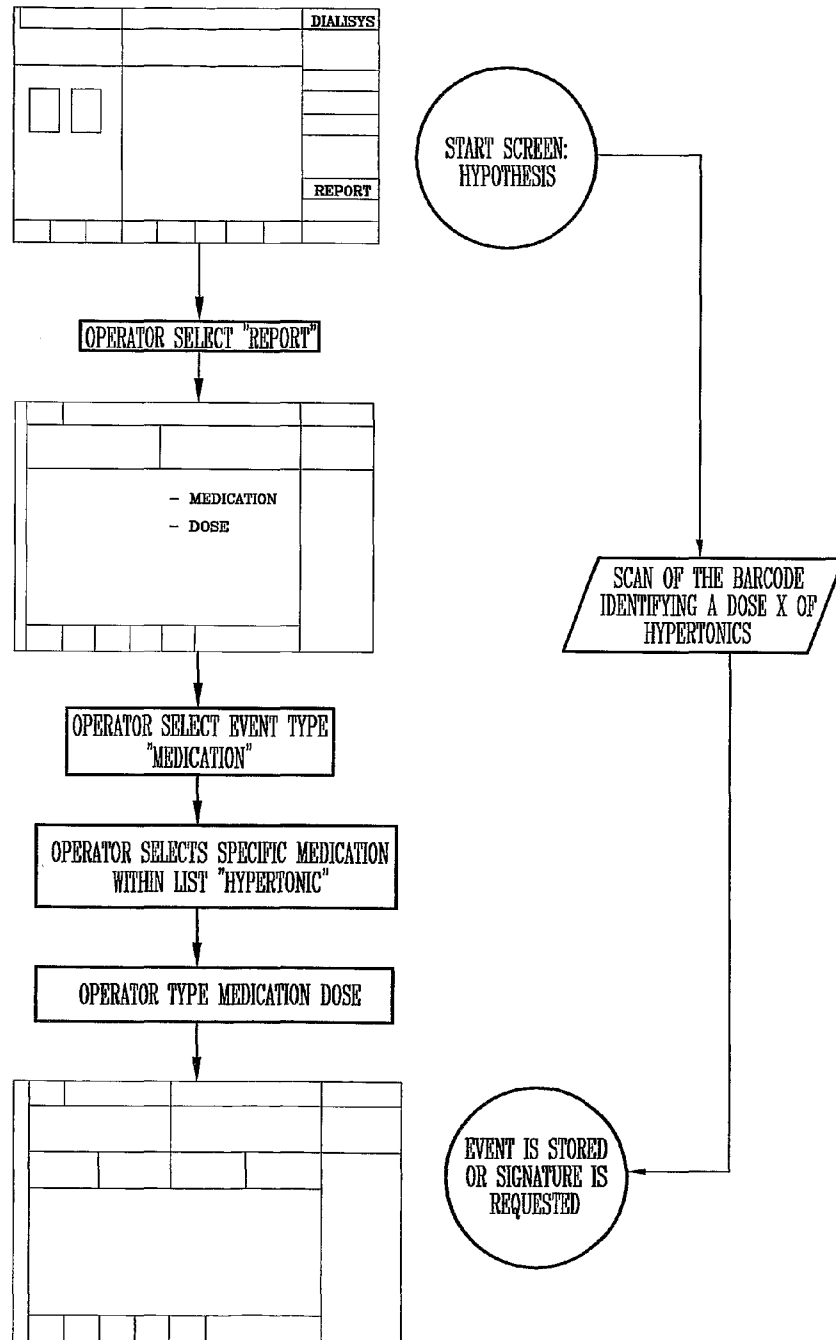 DIALISYS
REPORT
START SCREEN:
HYPOTHESIS
OPERATOR SELECT "REPORT"
- MEDICATION
- DOSE
SCAN OF THE BARCODE
IDENTIFYING A DOSE X OF
HYPERTONICS
OPERATOR SELECT EVENT TYPE
"MEDICATION"
OPERATOR SELECTS SPECIFIC MEDICATION
WITHIN LIST "HYPERTONIC"
OPERATOR TYPE MEDICATION DOSE
EVENT IS STORED
OR SIGNATURE IS
REQUESTED